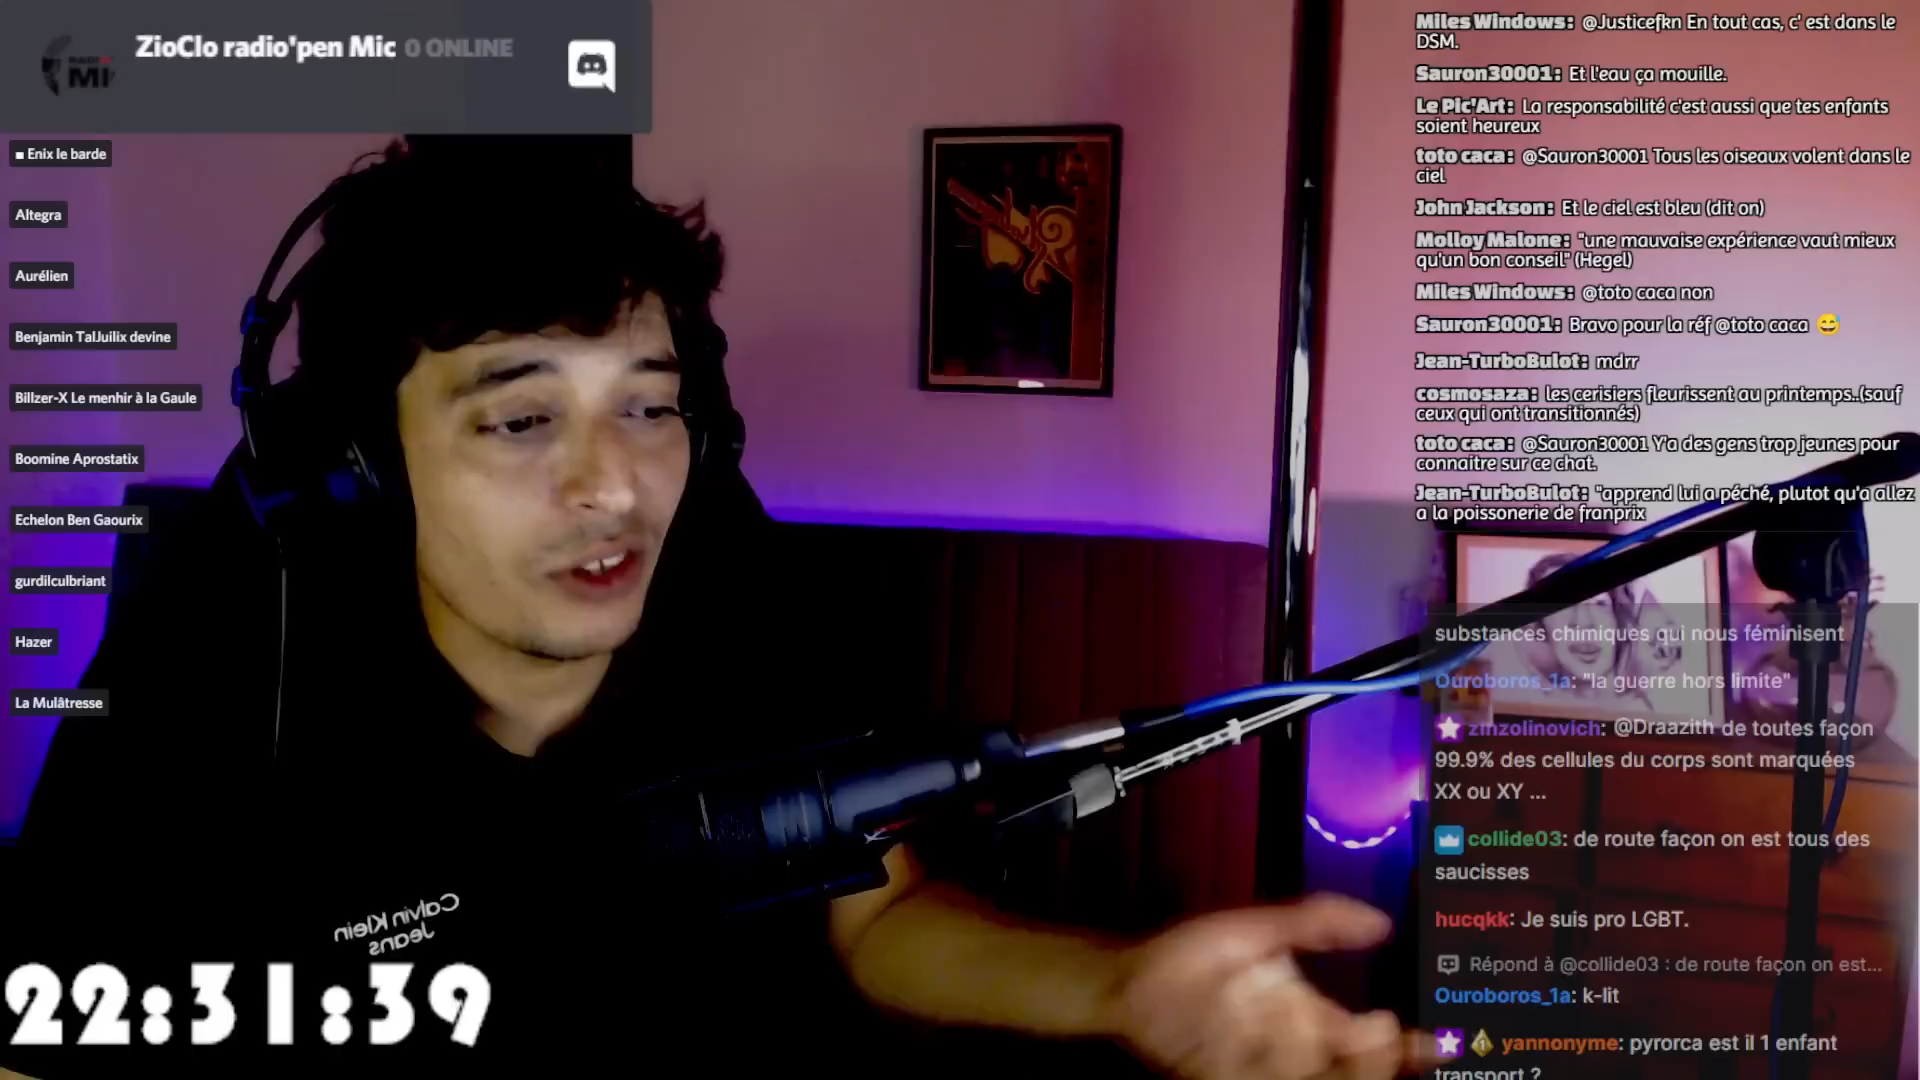 ZioClo radio'pen Mic 0 ONLINE
MI
Enix le barde
Altegra
Aurélien
Benjamin TalJuilix devine
Billzer-X Le menhir à la Gaule
Boomine Aprostatix
Echelon Ben Gaourix
gurdilculbriant
Hazer
La Mulâtresse
Calvin Klein
Jeans
22:31:39
Miles Windows: @Justicefkn En tout cas, c' est dans le
DSM.
Sauron30001: Et l'eau ça mouille.
Le Pic'Art: La responsabilité c'est aussi que tes enfants
soient heureux
toto caca: @Sauron30001 Tous les oiseaux volent dans le
ciel
John Jackson: Et le ciel est bleu (dit on)
Molloy Malone: "une mauvaise expérience vaut mieux
qu'un bon conseil" (Hegel)
Miles Windows: @toto caca non
Sauron30001: Bravo pour la réf @toto caca 😅
Jean-TurboBulot: mdrr
cosmosaza: les cerisiers fleurissent au printemps..(sauf
ceux qui ont transitionnés)
toto caca: @Sauron30001 Y'a des gens trop jeunes pour
connaitre sur ce chat.
Jean-TurboBulot: "apprend lui a péché, plutot qu'a allez
a la poissonerie de franprix
substances chimiques qui nous féminisent
Ouroboros_1a: "la guerre hors limite"
zinzolinovich: @Draazith de toutes façon
99.9% des cellules du corps sont marquées
XX ou XY ...
collide03: de route façon on est tous des
saucisses
hucqkk: Je suis pro LGBT.
Répond à @collide03 : de route façon on est...
Ouroboros_1a: k-lit
yannonyme: pyrorca est il 1 enfant
transport ?